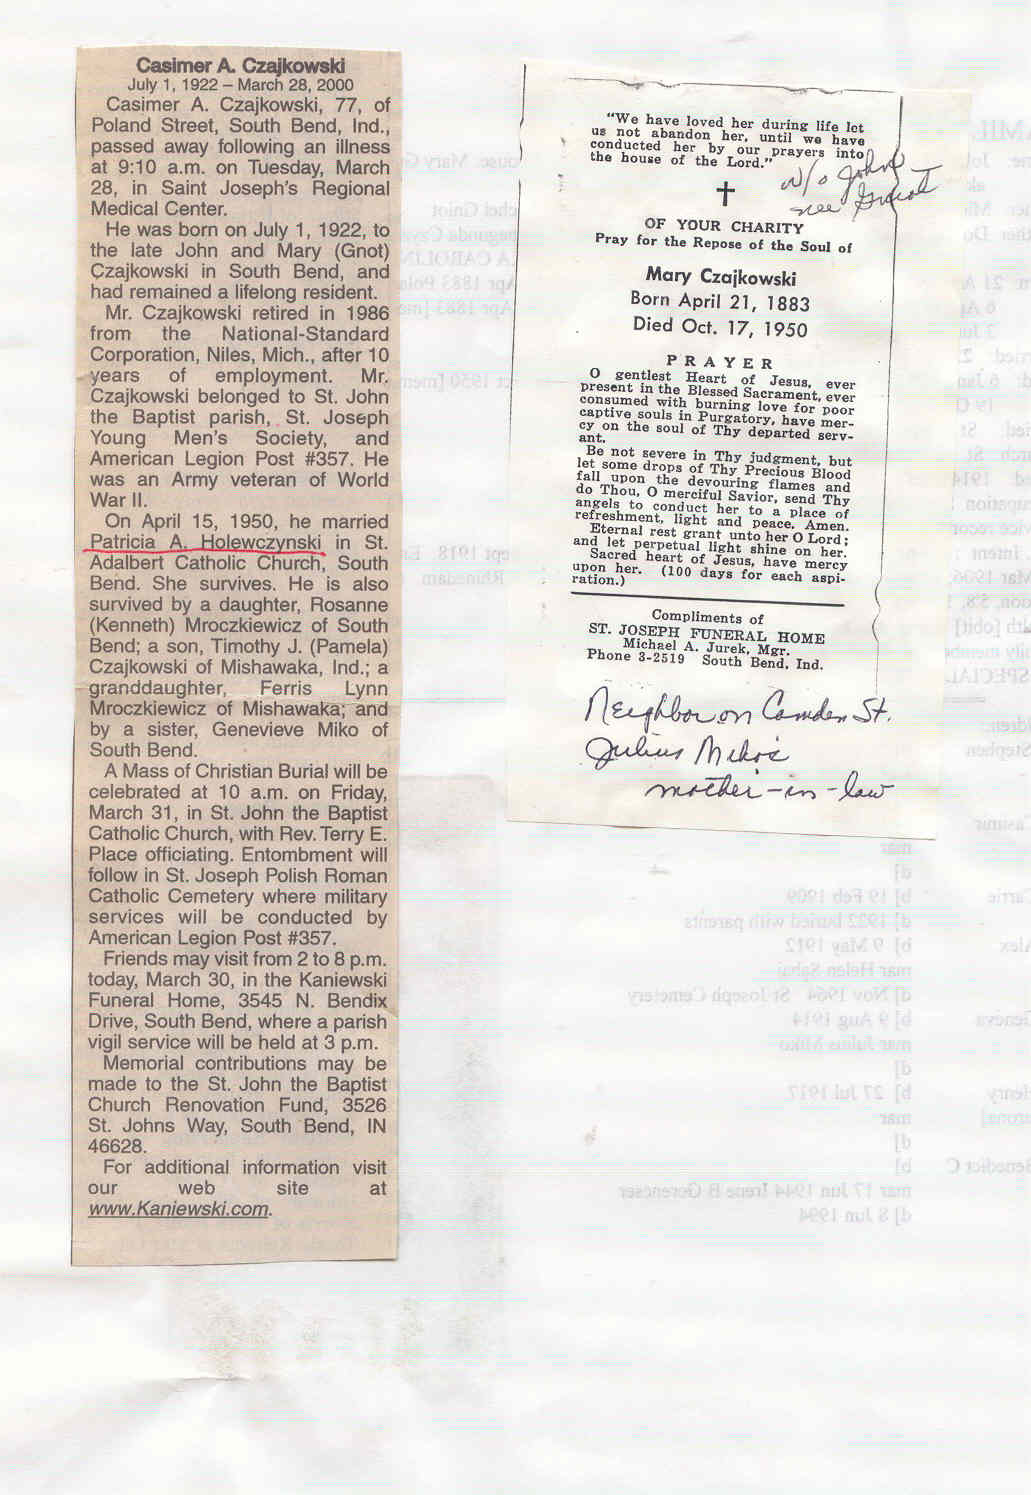 Casimer A. Czajkowski
July 1, 1922 – March 28, 2000
Casimer A. Czajkowski, 77, of
Poland Street, South Bend, Ind.,
passed away following an illness
at 9:10 a.m. on Tuesday, March
28, in Saint Joseph's Regional
Medical Center.
He was born on July 1, 1922, to
the late John and Mary (Gnot)
Czajkowski in South Bend, and
had remained a lifelong resident.
Mr. Czajkowski retired in 1986
from the National-Standard
Corporation, Niles, Mich., after 10
years of employment. Mr.
Czajkowski belonged to St. John
the Baptist parish, St. Joseph
Young Men's Society, and
American Legion Post #357. He
was an Army veteran of World
War II.
On April 15, 1950, he married
Patricia A. Holewczynski in St.
Adalbert Catholic Church, South
Bend. She survives. He is also
survived by a daughter, Rosanne
(Kenneth) Mroczkiewicz of South
Bend; a son, Timothy J. (Pamela)
Czajkowski of Mishawaka, Ind.; a
granddaughter, Ferris Lynn
Mroczkiewicz of Mishawaka; and
by a sister, Genevieve Miko of
South Bend.
A Mass of Christian Burial will be
celebrated at 10 a.m. on Friday,
March 31, in St. John the Baptist
Catholic Church, with Rev. Terry E.
Place officiating. Entombment will
follow in St. Joseph Polish Roman
Catholic Cemetery where military
services will be conducted by
American Legion Post #357.
Friends may visit from 2 to 8 p.m.
today, March 30, in the Kaniewski
Funeral Home, 3545 N. Bendix
Drive, South Bend, where a parish
vigil service will be held at 3 p.m.
Memorial contributions may be
made to the St. John the Baptist
Church Renovation Fund, 3526
St. Johns Way, South Bend, IN
46628.
For additional information visit
our web site at
www.Kaniewski.com.
"We have loved her during life let
us not abandon her, until we have
conducted her by our prayers into
the house of the Lord."
w/o John
nee Gniot
OF YOUR CHARITY
Pray for the Repose of the Soul of
Mary Czajkowski
Born April 21, 1883
Died Oct. 17, 1950
PRAYER
O gentlest Heart of Jesus, ever
present in the Blessed Sacrament, ever
consumed with burning love for poor
captive souls in Purgatory, have mer-
cy on the soul of Thy departed serv-
ant.
Be not severe in Thy judgment, but
let some drops of Thy Precious Blood
fall upon the devouring flames and
do Thou, O merciful Savior, send Thy
angels to conduct her to a place of
refreshment, light and peace. Amen.
Eternal rest grant unto her O Lord;
and let perpetual light shine on her.
Sacred heart of Jesus, have mercy
upon her. (100 days for each aspi-
ration.)
Compliments of
ST. JOSEPH FUNERAL HOME
Michael A. Jurek, Mgr.
Phone 3-2519 South Bend, Ind.
Neighbor on Camden St.
Julius Miko's
mother-in-law